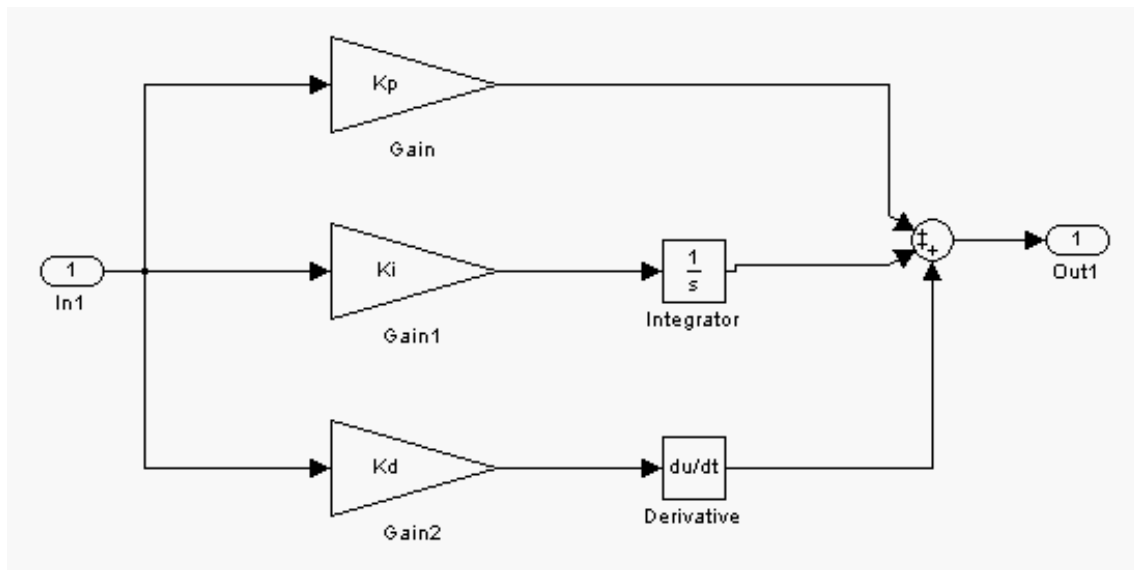 Kp
Gain
1
In1
Ki
Gain1
1
s
Integrator
+
+
+
1
Out1
Kd
Gain2
du/dt
Derivative